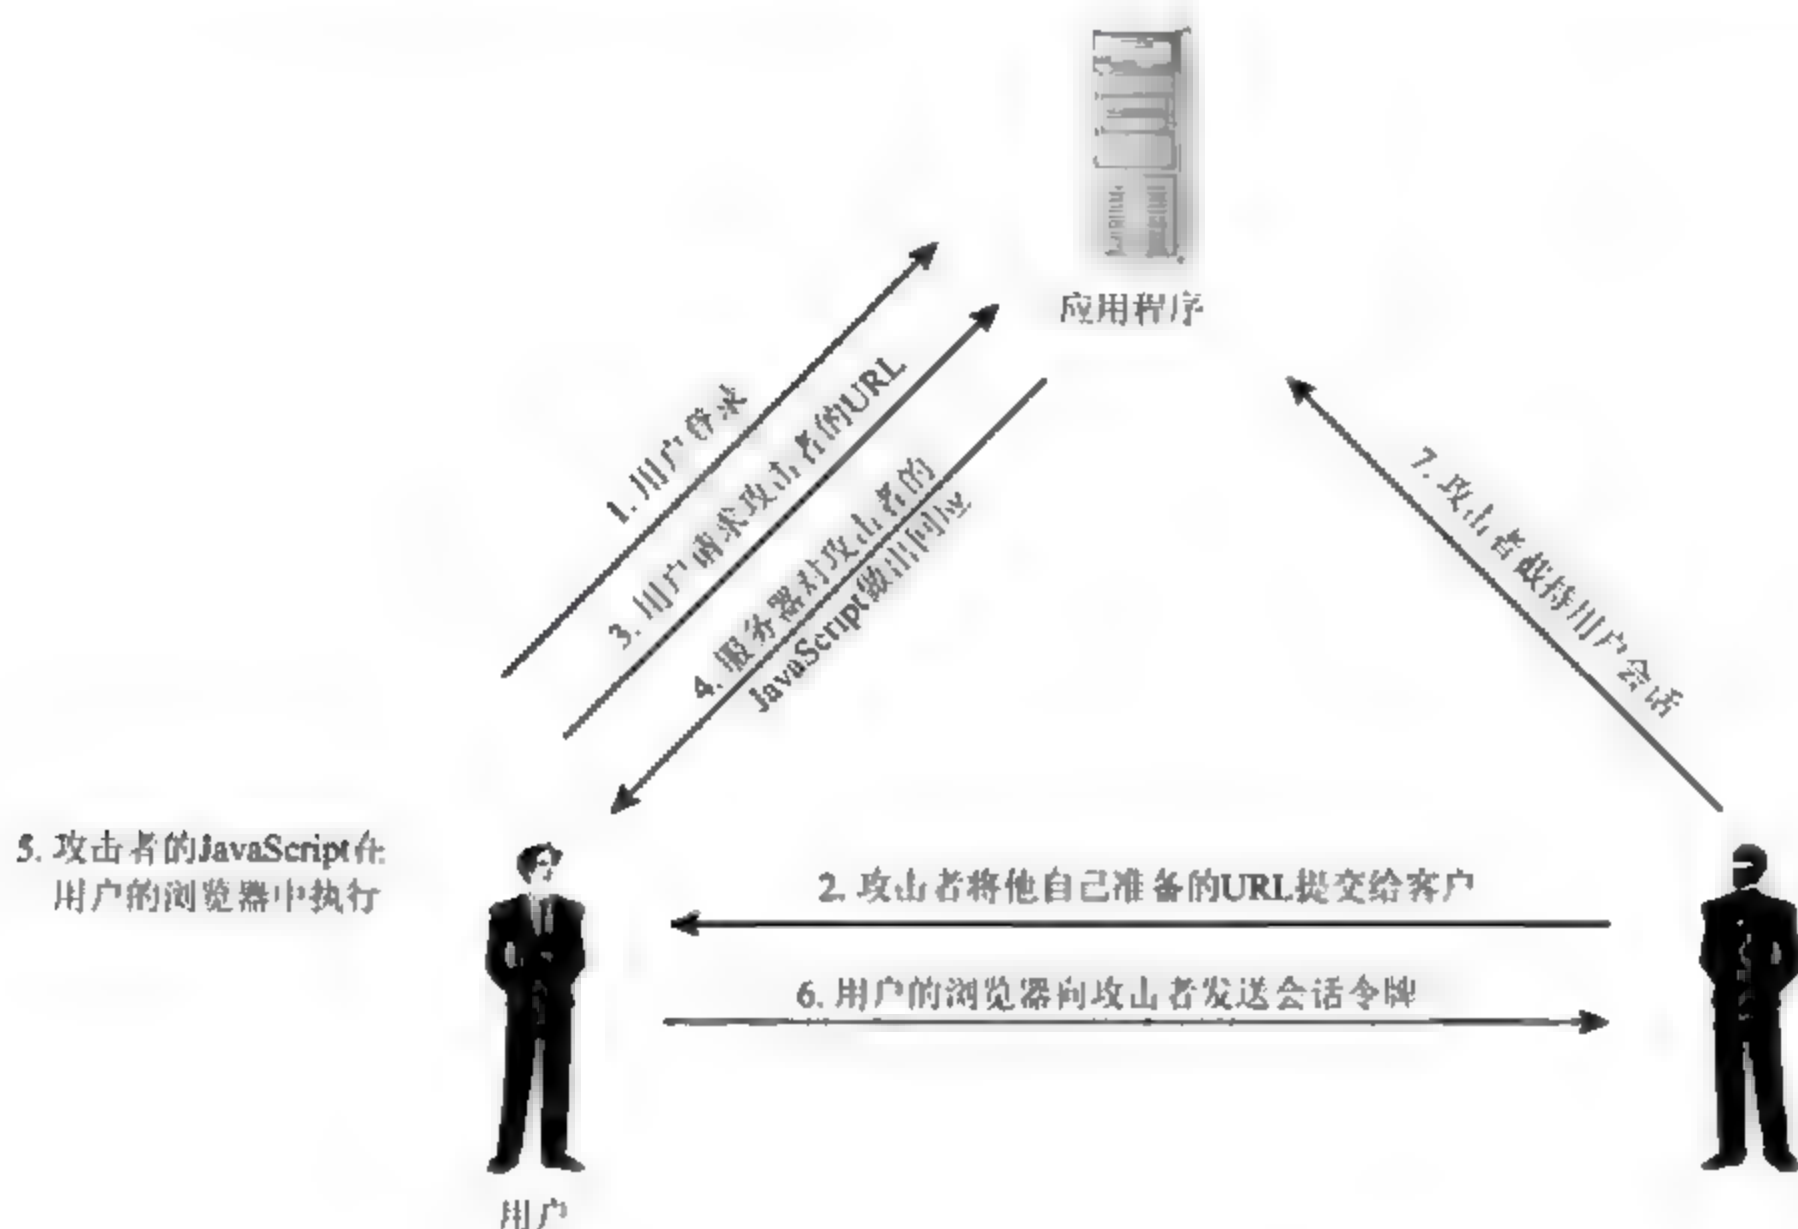 应用程序
1. 用户登录
3. 用户请求攻击者的URL
4. 服务器对攻击者的
JavaScript做出回应
7. 攻击者截持用户会话
5. 攻击者的JavaScript在
用户的浏览器中执行
2. 攻击者将他自己准备的URL提交给客户
6. 用户的浏览器向攻击者发送会话令牌
用户